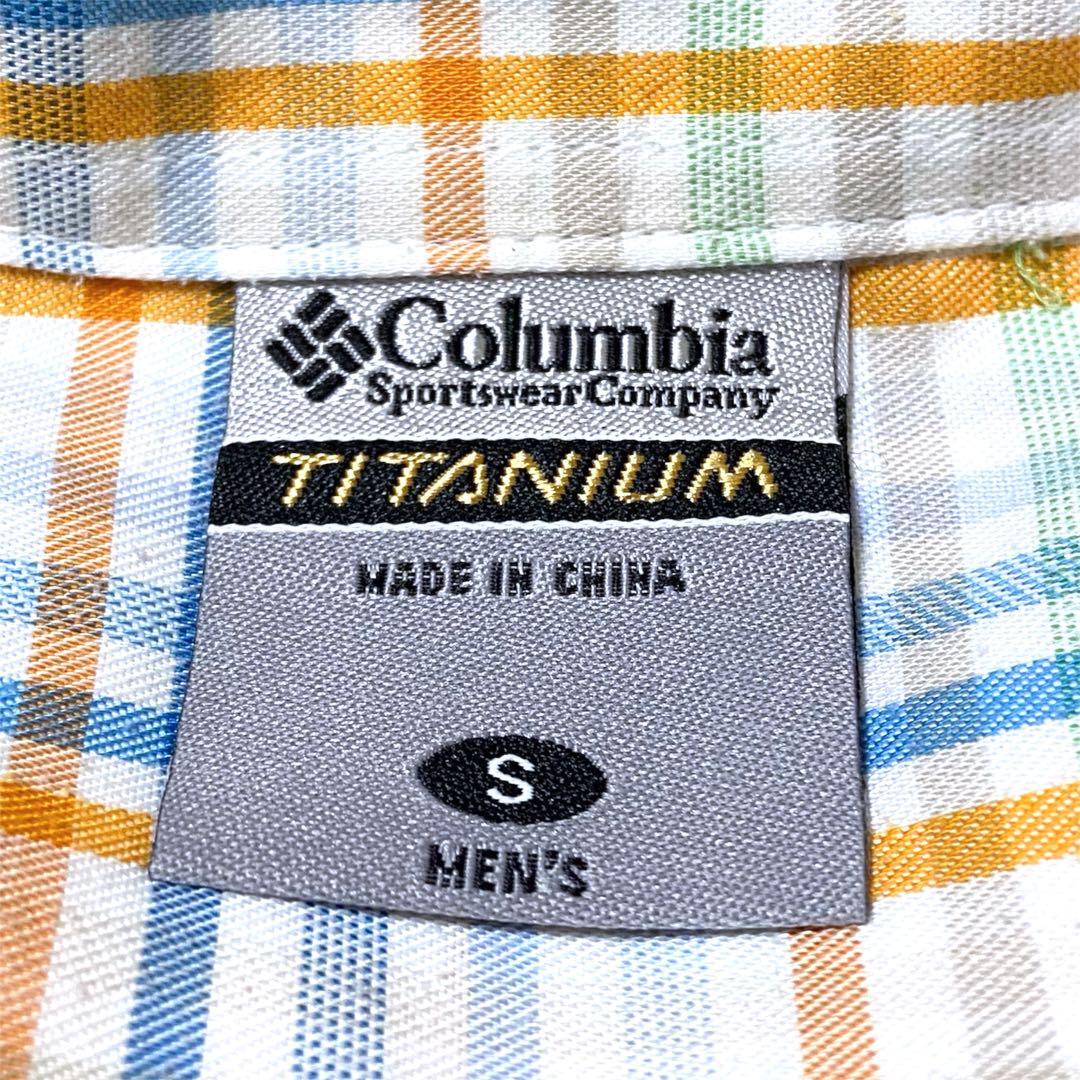 Columbia
Sportswear Company
TITANIUM
MADE IN CHINA
S
MEN'S